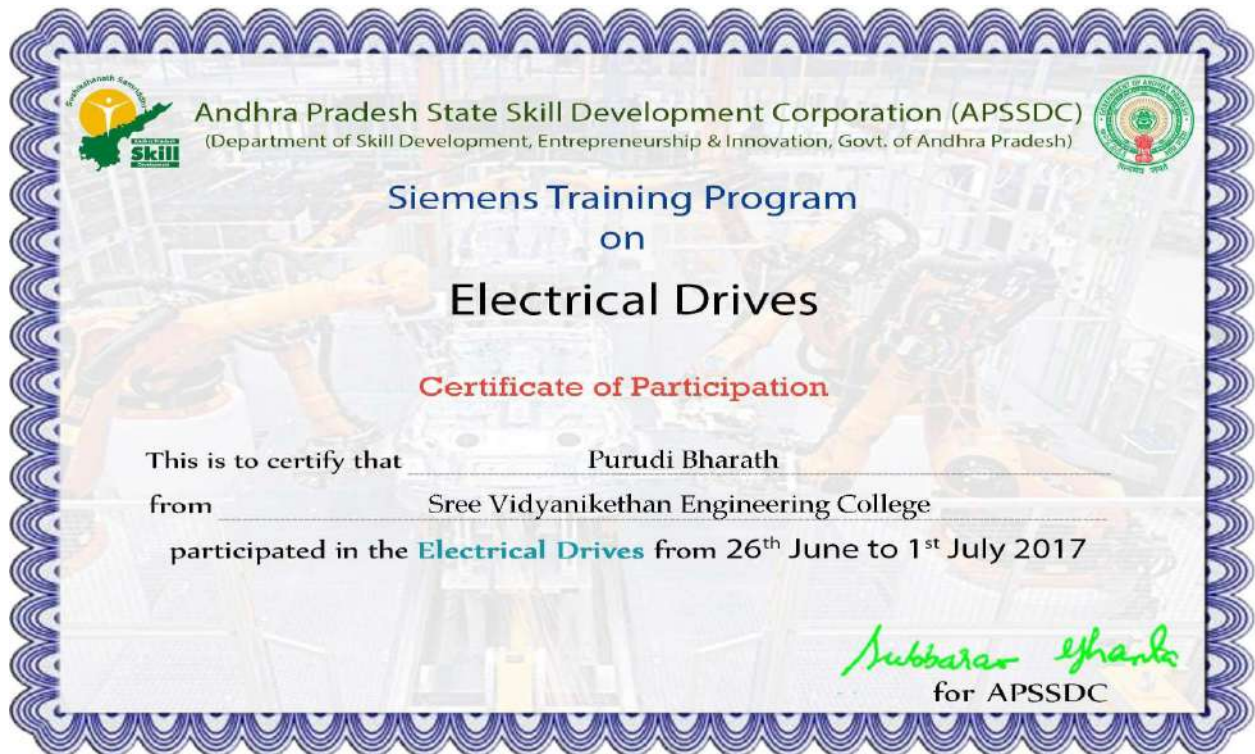 Andhra Pradesh State Skill Development Corporation (APSSDC)
(Department of Skill Development, Entrepreneurship & Innovation, Govt. of Andhra Pradesh)
Skill
Siemens Training Program
on
Electrical Drives
Certificate of Participation
This is to certify that Purudi Bharath
from Sree Vidyanikethan Engineering College
participated in the Electrical Drives from 26th June to 1st July 2017
Subbarao
for APSSDC